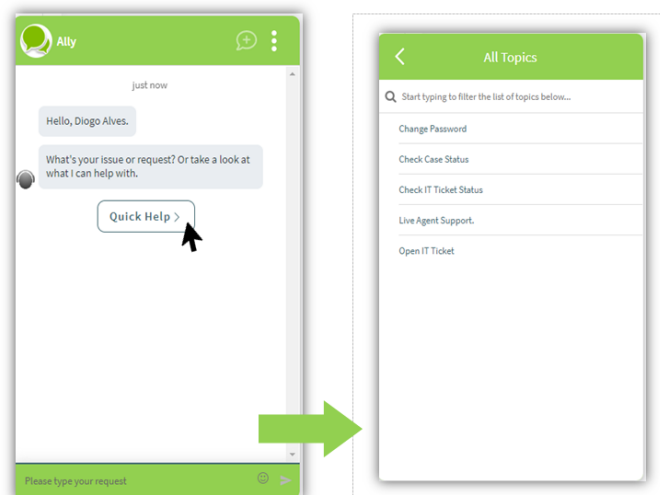 Ally
just now
Hello, Diogo Alves.
What's your issue or request? Or take a look at
what I can help with.
Quick Help >
Please type your request
All Topics
Start typing to filter the list of topics below...
Change Password
Check Case Status
Check IT Ticket Status
Live Agent Support.
Open IT Ticket